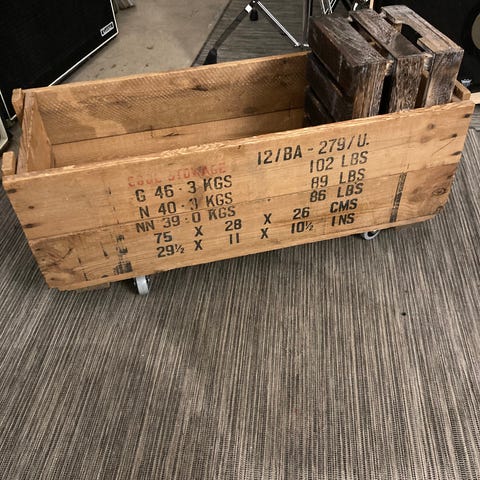 12/BA-279/U.
COOL STORAGE
G 46·3 KGS 102 LBS
N 40·3 KGS 89 LBS
NN 39·0 KGS 86 LBS
75 X 28 X 26 CMS
29½ X 11 X 10½ INS